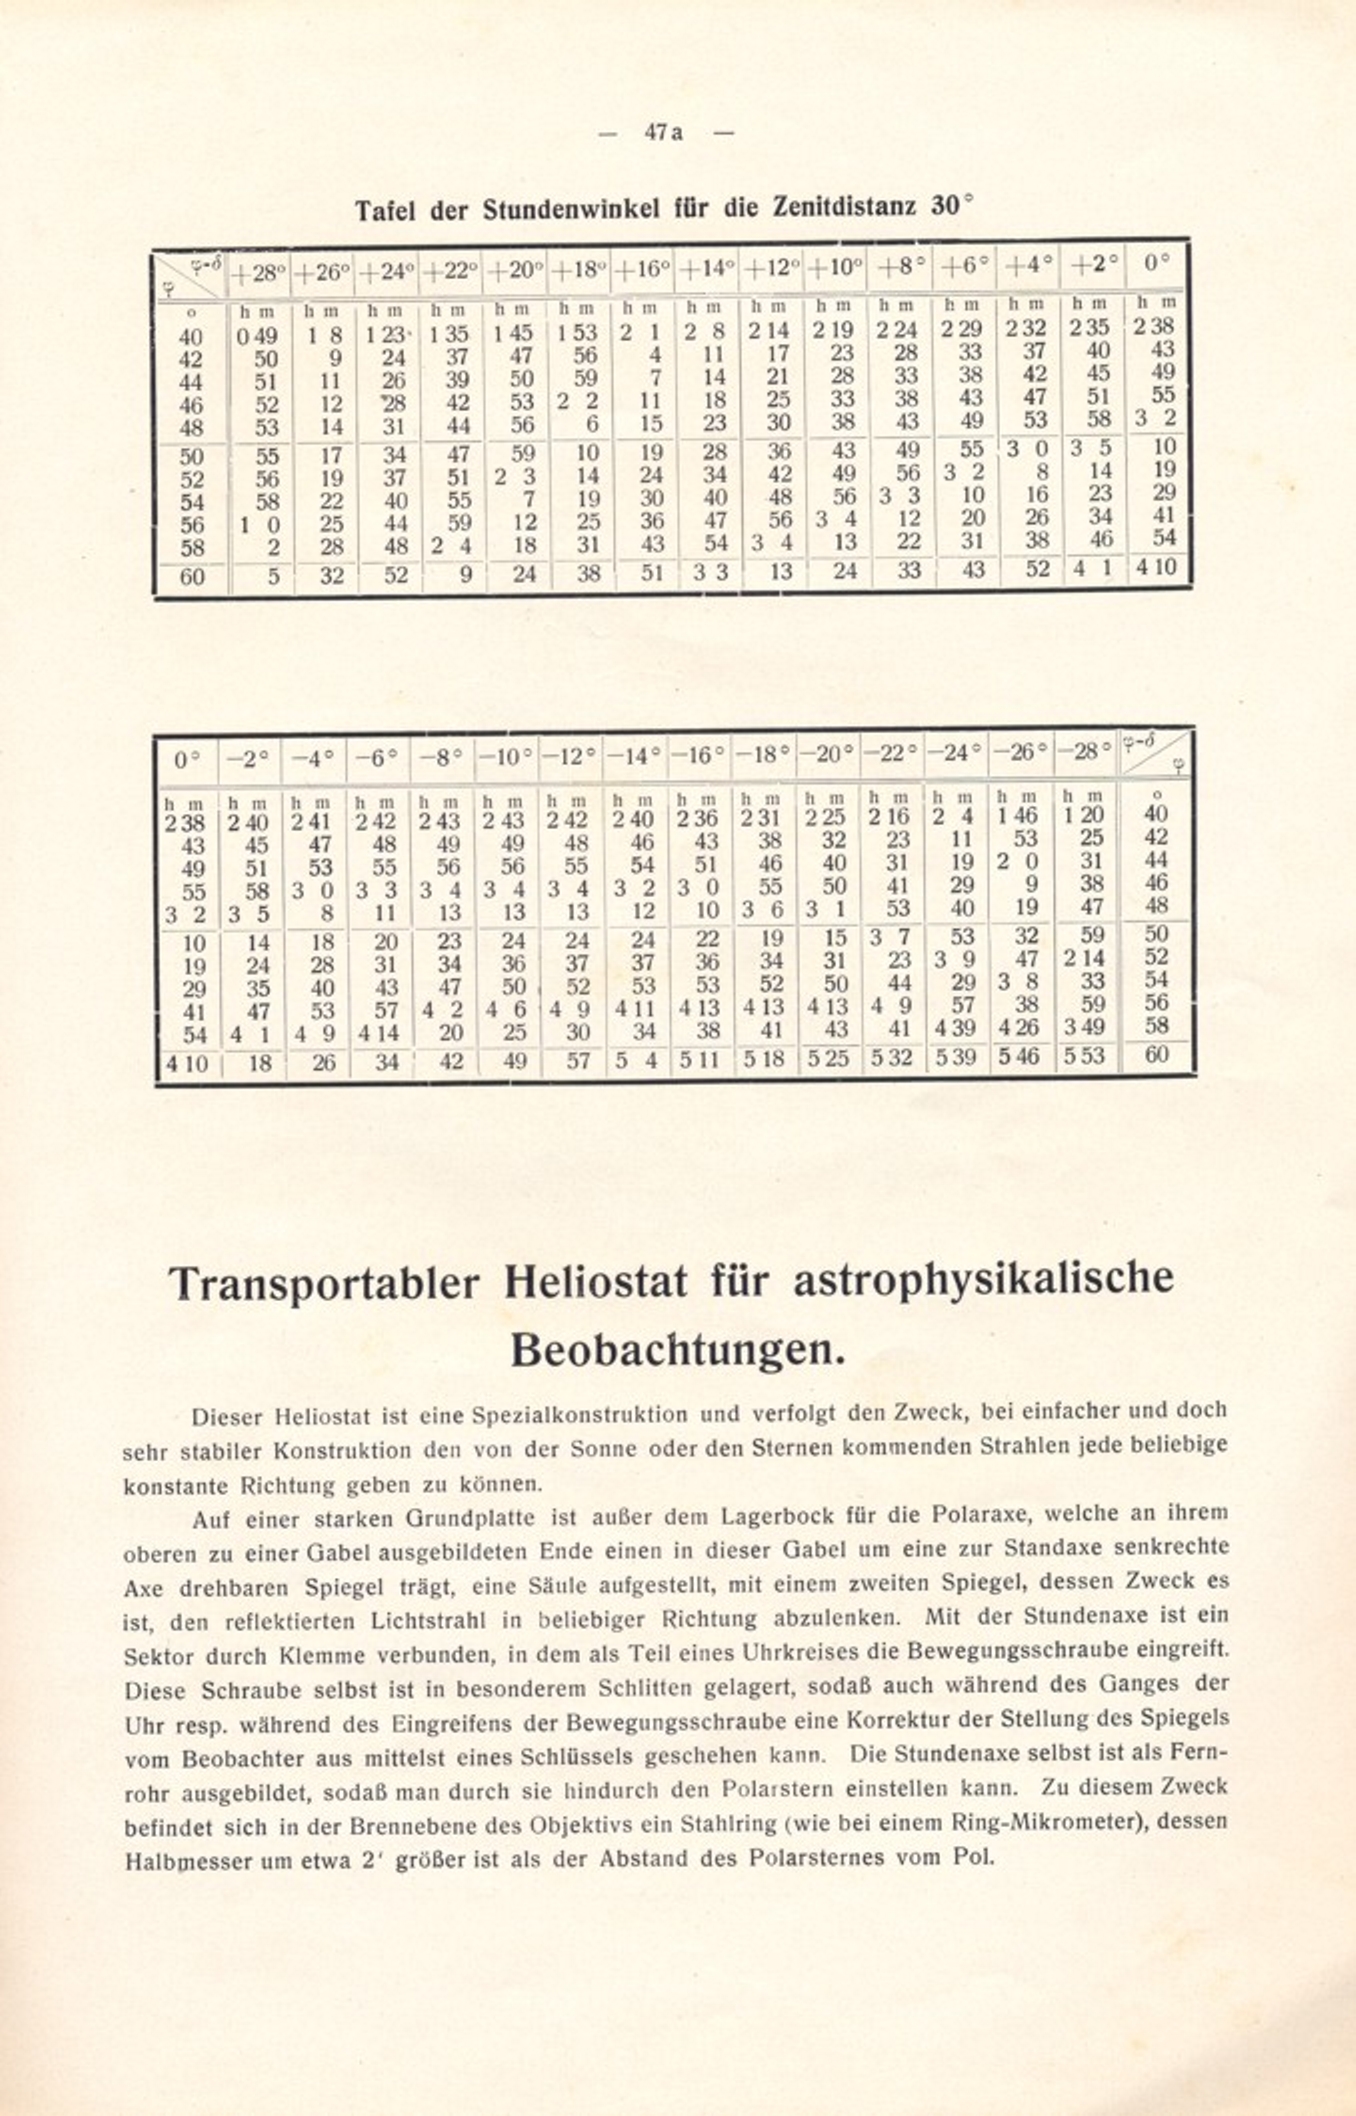 — 47a —
Tafel der Stundenwinkel für die Zenitdistanz 30°
φ-δ φ +28° +26° +24° +22° +20° +18° +16° +14° +12° +10° +8° +6° +4° +2° 0°
° h m h m h m h m h m h m h m h m h m h m h m h m h m h m h m
40 0 49 1 8 1 23 1 35 1 45 1 53 2 1 2 8 2 14 2 19 2 24 2 29 2 32 2 35 2 38
42 50 9 24 37 47 56 4 11 17 23 28 33 37 40 43
44 51 11 26 39 50 59 7 14 21 28 33 38 42 45 49
46 52 12 28 42 53 2 2 11 18 25 33 38 43 47 51 55
48 53 14 31 44 56 6 15 23 30 38 43 49 53 58 3 2
50 55 17 34 47 59 10 19 28 36 43 49 55 3 0 3 5 10
52 56 19 37 51 2 3 14 24 34 42 49 56 3 2 8 14 19
54 58 22 40 55 7 19 30 40 48 56 3 3 10 16 23 29
56 1 0 25 44 59 12 25 36 47 56 3 4 12 20 26 34 41
58 2 28 48 2 4 18 31 43 54 3 4 13 22 31 38 46 54
60 5 32 52 9 24 38 51 3 3 13 24 33 43 52 4 1 4 10
0° −2° −4° −6° −8° −10° −12° −14° −16° −18° −20° −22° −24° −26° −28° φ-δ φ
h m h m h m h m h m h m h m h m h m h m h m h m h m h m h m °
2 38 2 40 2 41 2 42 2 43 2 43 2 42 2 40 2 36 2 31 2 25 2 16 2 4 1 46 1 20 40
43 45 47 48 49 49 48 46 43 38 32 23 11 53 25 42
49 51 53 55 56 56 55 54 51 46 40 31 19 2 0 31 44
55 58 3 0 3 3 3 4 3 4 3 4 3 2 3 0 55 50 41 29 9 38 46
3 2 3 5 8 11 13 13 13 12 10 3 6 3 1 53 40 19 47 48
10 14 18 20 23 24 24 24 22 19 15 3 7 53 32 59 50
19 24 28 31 34 36 37 37 36 34 31 23 3 9 47 2 14 52
29 35 40 43 47 50 52 53 53 52 50 44 29 3 8 33 54
41 47 53 57 4 2 4 6 4 9 4 11 4 13 4 13 4 13 4 9 57 38 59 56
54 4 1 4 9 4 14 20 25 30 34 38 41 43 41 4 39 4 26 3 49 58
4 10 18 26 34 42 49 57 5 4 5 11 5 18 5 25 5 32 5 39 5 46 5 53 60
Transportabler Heliostat für astrophysikalische
Beobachtungen.
Dieser Heliostat ist eine Spezialkonstruktion und verfolgt den Zweck, bei einfacher und doch
sehr stabiler Konstruktion den von der Sonne oder den Sternen kommenden Strahlen jede beliebige
konstante Richtung geben zu können.
Auf einer starken Grundplatte ist außer dem Lagerbock für die Polaraxe, welche an ihrem
oberen zu einer Gabel ausgebildeten Ende einen in dieser Gabel um eine zur Standaxe senkrechte
Axe drehbaren Spiegel trägt, eine Säule aufgestellt, mit einem zweiten Spiegel, dessen Zweck es
ist, den reflektierten Lichtstrahl in beliebiger Richtung abzulenken. Mit der Stundenaxe ist ein
Sektor durch Klemme verbunden, in dem als Teil eines Uhrkreises die Bewegungsschraube eingreift.
Diese Schraube selbst ist in besonderem Schlitten gelagert, sodaß auch während des Ganges der
Uhr resp. während des Eingreifens der Bewegungsschraube eine Korrektur der Stellung des Spiegels
vom Beobachter aus mittelst eines Schlüssels geschehen kann. Die Stundenaxe selbst ist als Fern-
rohr ausgebildet, sodaß man durch sie hindurch den Polarstern einstellen kann. Zu diesem Zweck
befindet sich in der Brennebene des Objektivs ein Stahlring (wie bei einem Ring-Mikrometer), dessen
Halbmesser um etwa 2' größer ist als der Abstand des Polarsternes vom Pol.